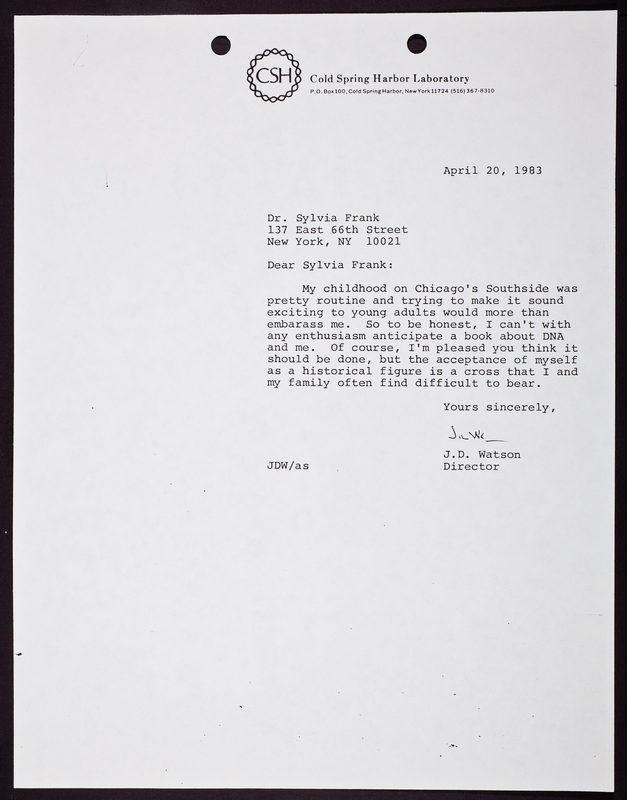 CSH
Cold Spring Harbor Laboratory
P.O. Box 100, Cold Spring Harbor, New York 11724 (516) 367-8310
April 20, 1983
Dr. Sylvia Frank
137 East 66th Street
New York, NY 10021
Dear Sylvia Frank:
My childhood on Chicago's Southside was
pretty routine and trying to make it sound
exciting to young adults would more than
embarass me. So to be honest, I can't with
any enthusiasm anticipate a book about DNA
and me. Of course, I'm pleased you think it
should be done, but the acceptance of myself
as a historical figure is a cross that I and
my family often find difficult to bear.
Yours sincerely,
J.D. Watson
JDW/as Director